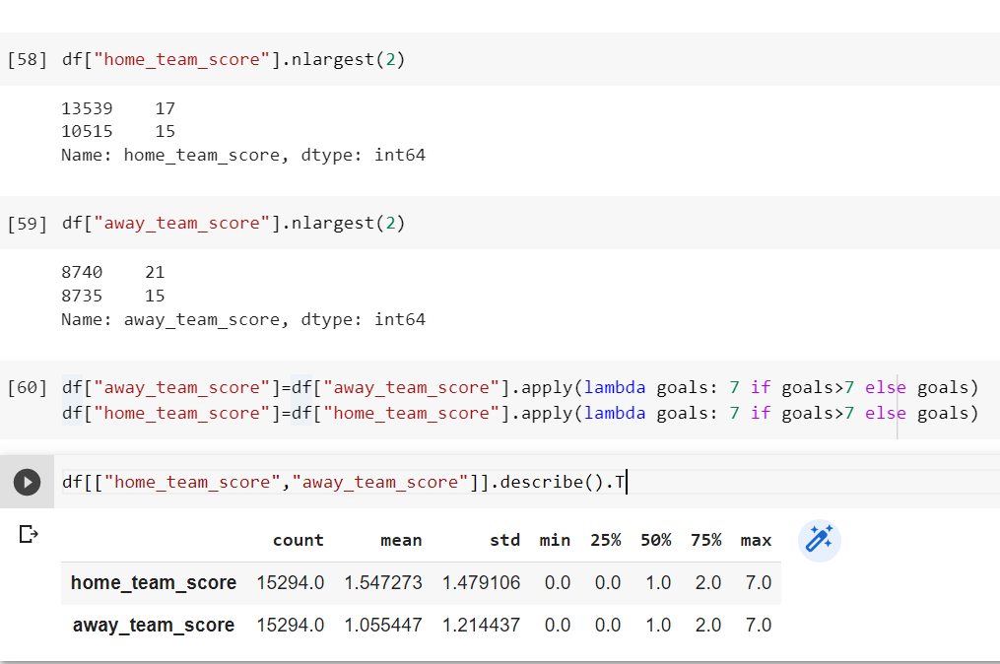 [58] df["home_team_score"].nlargest(2)
13539    17
10515    15
Name: home_team_score, dtype: int64
[59] df["away_team_score"].nlargest(2)
8740    21
8735    15
Name: away_team_score, dtype: int64
[60] df["away_team_score"]=df["away_team_score"].apply(lambda goals: 7 if goals>7 else goals)
df["home_team_score"]=df["home_team_score"].apply(lambda goals: 7 if goals>7 else goals)
df[["home_team_score","away_team_score"]].describe().T
count mean std min 25% 50% 75% max
home_team_score 15294.0 1.547273 1.479106 0.0 0.0 1.0 2.0 7.0
away_team_score 15294.0 1.055447 1.214437 0.0 0.0 1.0 2.0 7.0